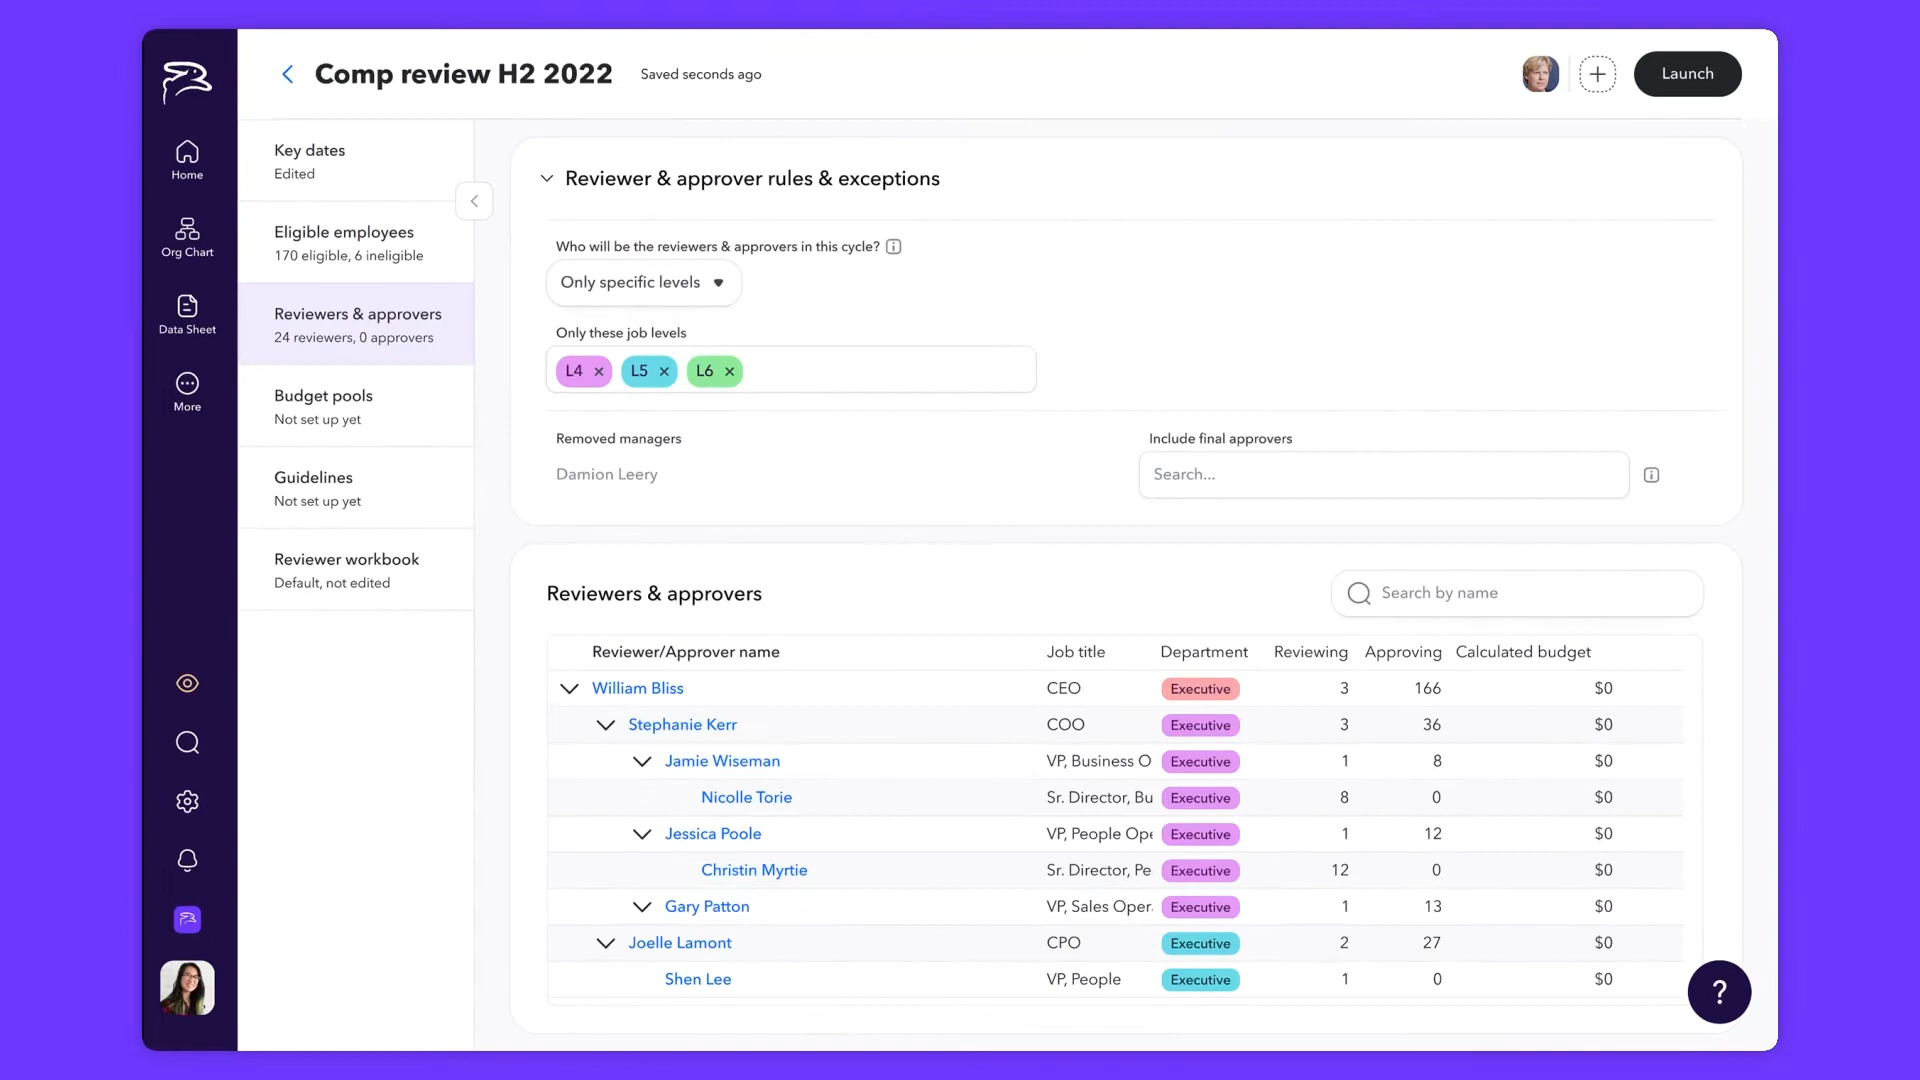 Comp review H2 2022
Saved seconds ago
Launch
Home
Org Chart
Data Sheet
More
Key dates
Edited
Eligible employees
170 eligible, 6 ineligible
Reviewers & approvers
24 reviewers, 0 approvers
Budget pools
Not set up yet
Guidelines
Not set up yet
Reviewer workbook
Default, not edited
Reviewer & approver rules & exceptions
Who will be the reviewers & approvers in this cycle?
Only specific levels
Only these job levels
L4 × L5 × L6 ×
Removed managers
Damion Leery
Include final approvers
Search...
Reviewers & approvers
Search by name
Reviewer/Approver name Job title Department Reviewing Approving Calculated budget
William Bliss CEO Executive 3 166 $0
Stephanie Kerr COO Executive 3 36 $0
Jamie Wiseman VP, Business O Executive 1 8 $0
Nicolle Torie Sr. Director, Bu Executive 8 0 $0
Jessica Poole VP, People Ope Executive 1 12 $0
Christin Myrtie Sr. Director, Pe Executive 12 0 $0
Gary Patton VP, Sales Oper Executive 1 13 $0
Joelle Lamont CPO Executive 2 27 $0
Shen Lee VP, People Executive 1 0 $0
?